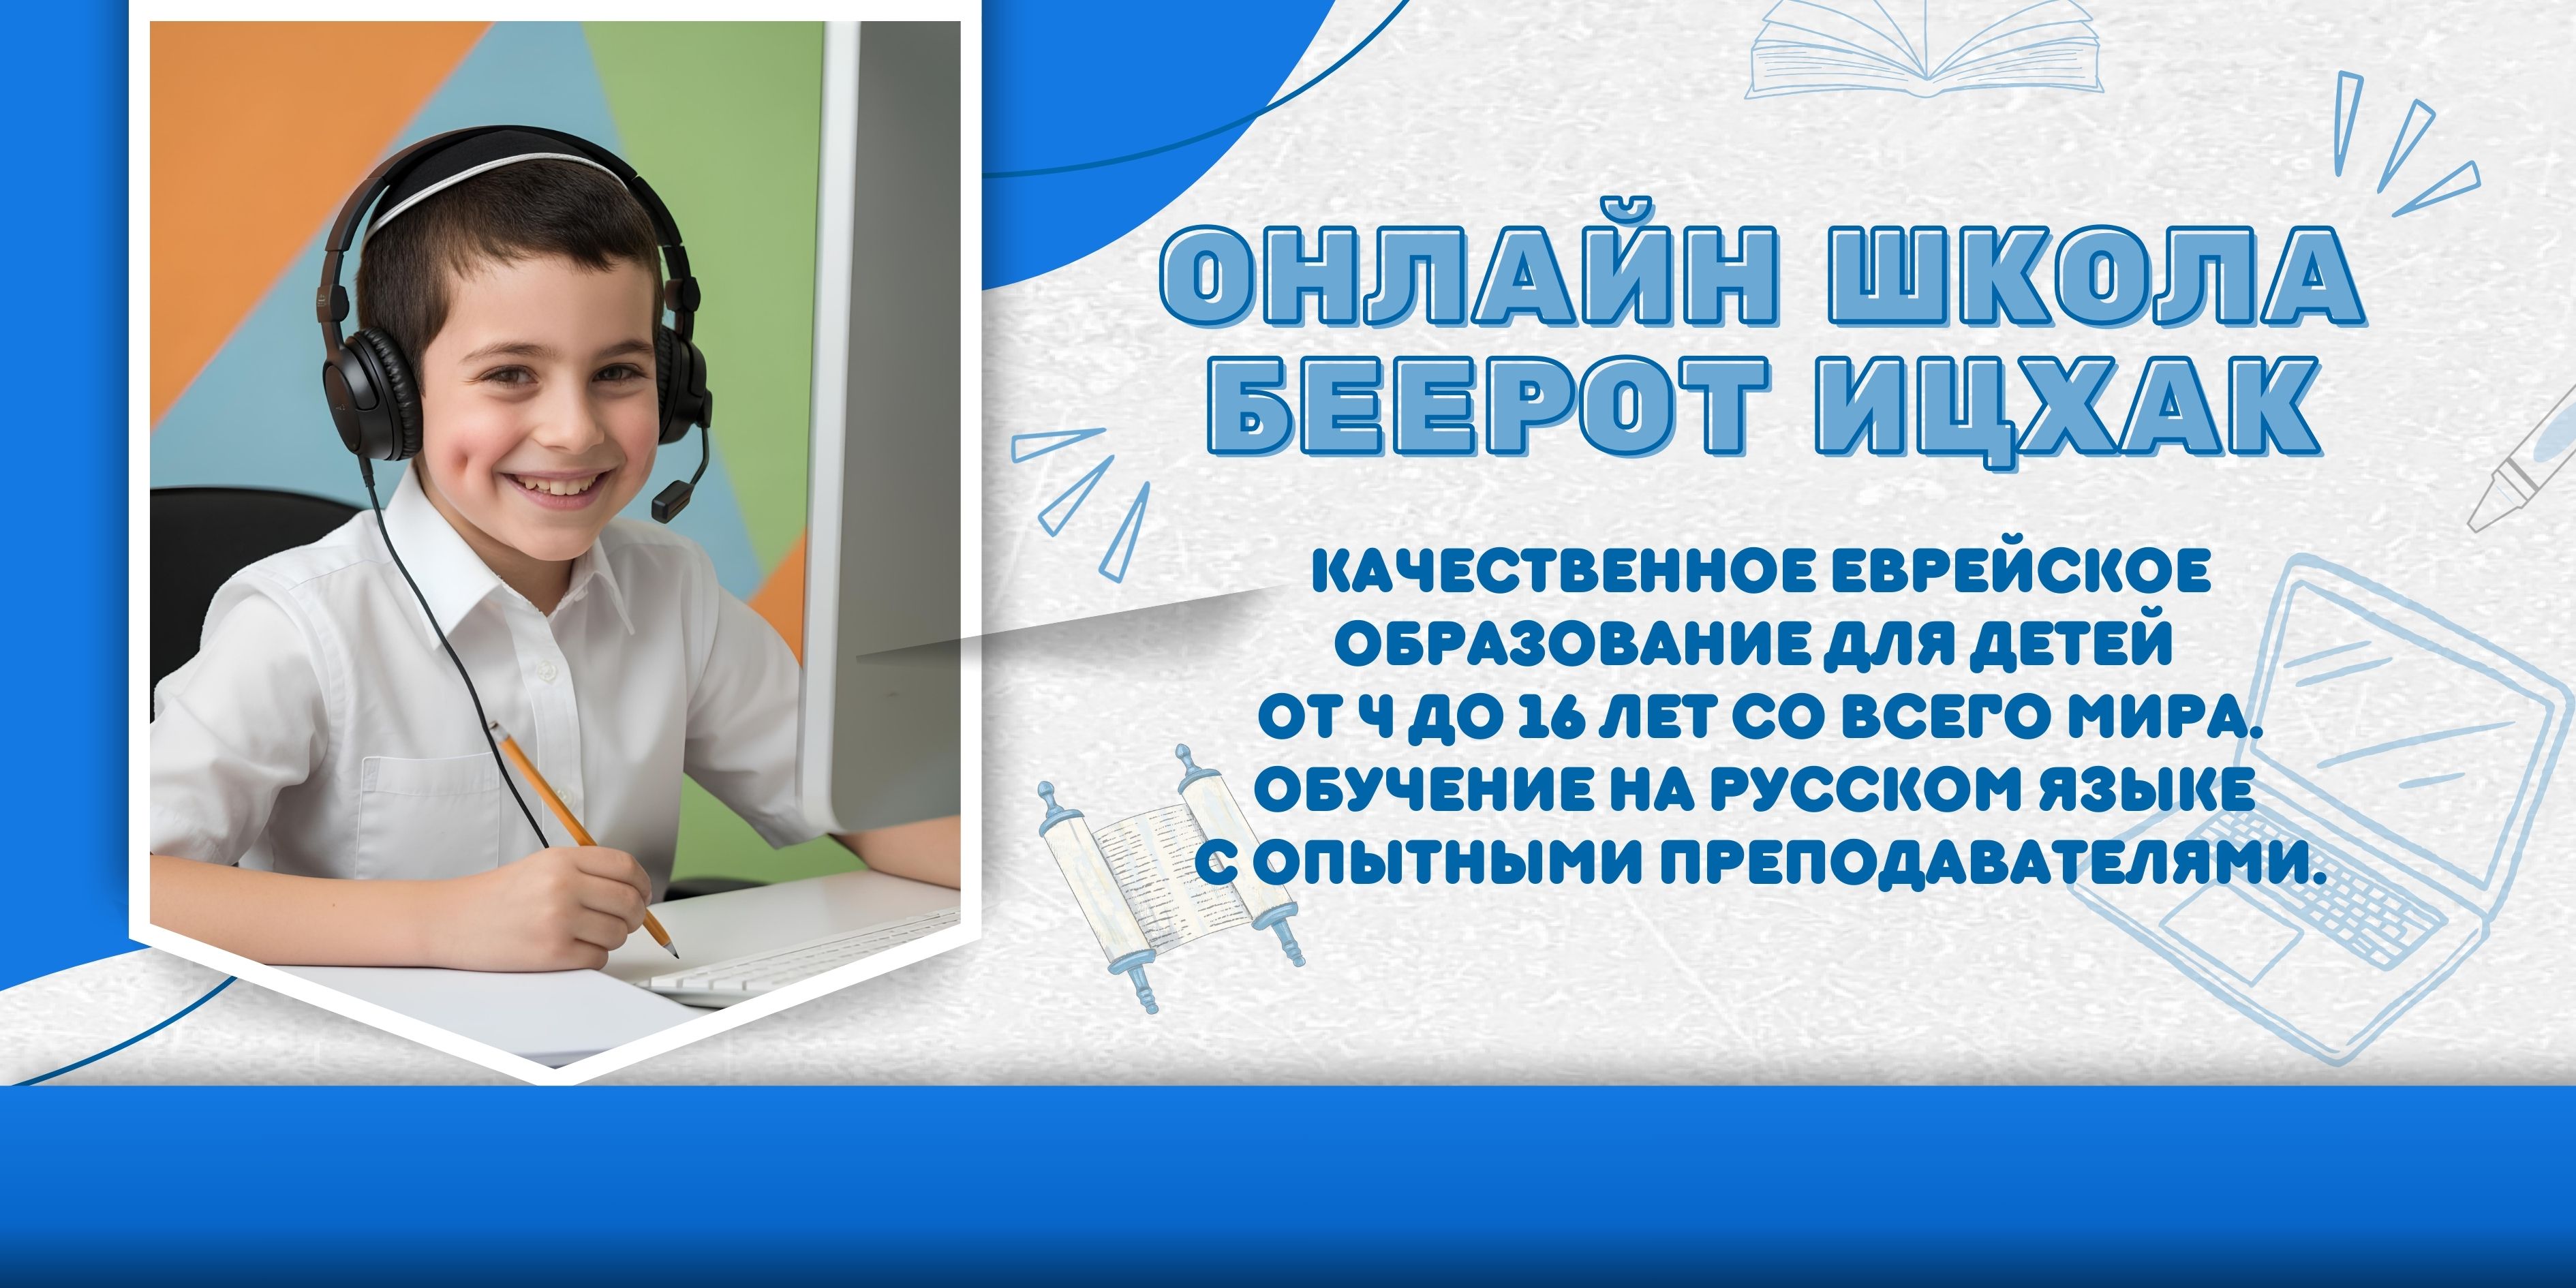 ОНЛАЙН ШКОЛА
БЕЕРОТ ИЦХАК
КАЧЕСТВЕННОЕ ЕВРЕЙСКОЕ
ОБРАЗОВАНИЕ ДЛЯ ДЕТЕЙ
ОТ 4 ДО 16 ЛЕТ СО ВСЕГО МИРА.
ОБУЧЕНИЕ НА РУССКОМ ЯЗЫКЕ
С ОПЫТНЫМИ ПРЕПОДАВАТЕЛЯМИ.